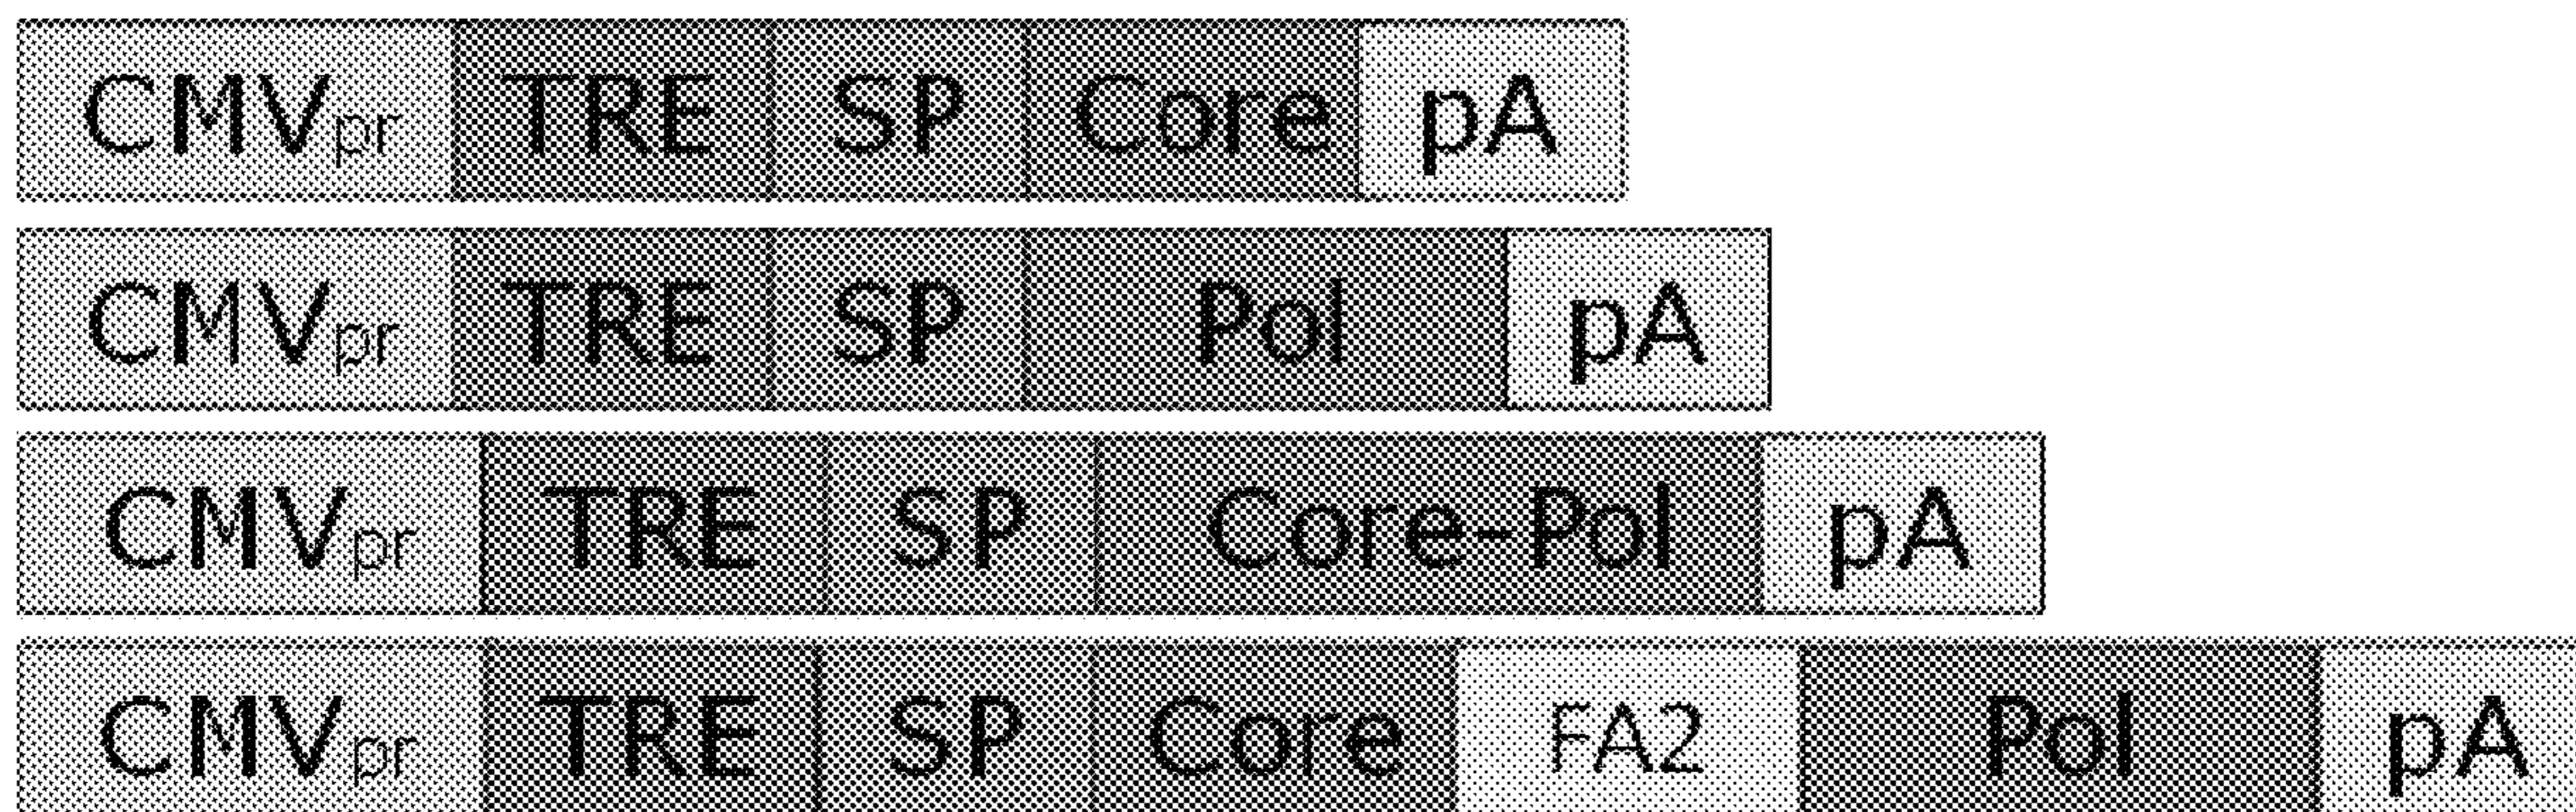 CMVpr TRE SP Core pA
CMVpr TRE SP Pol pA
CMVpr TRE SP Core-Pol pA
CMVpr TRE SP Core FA2 Pol pA